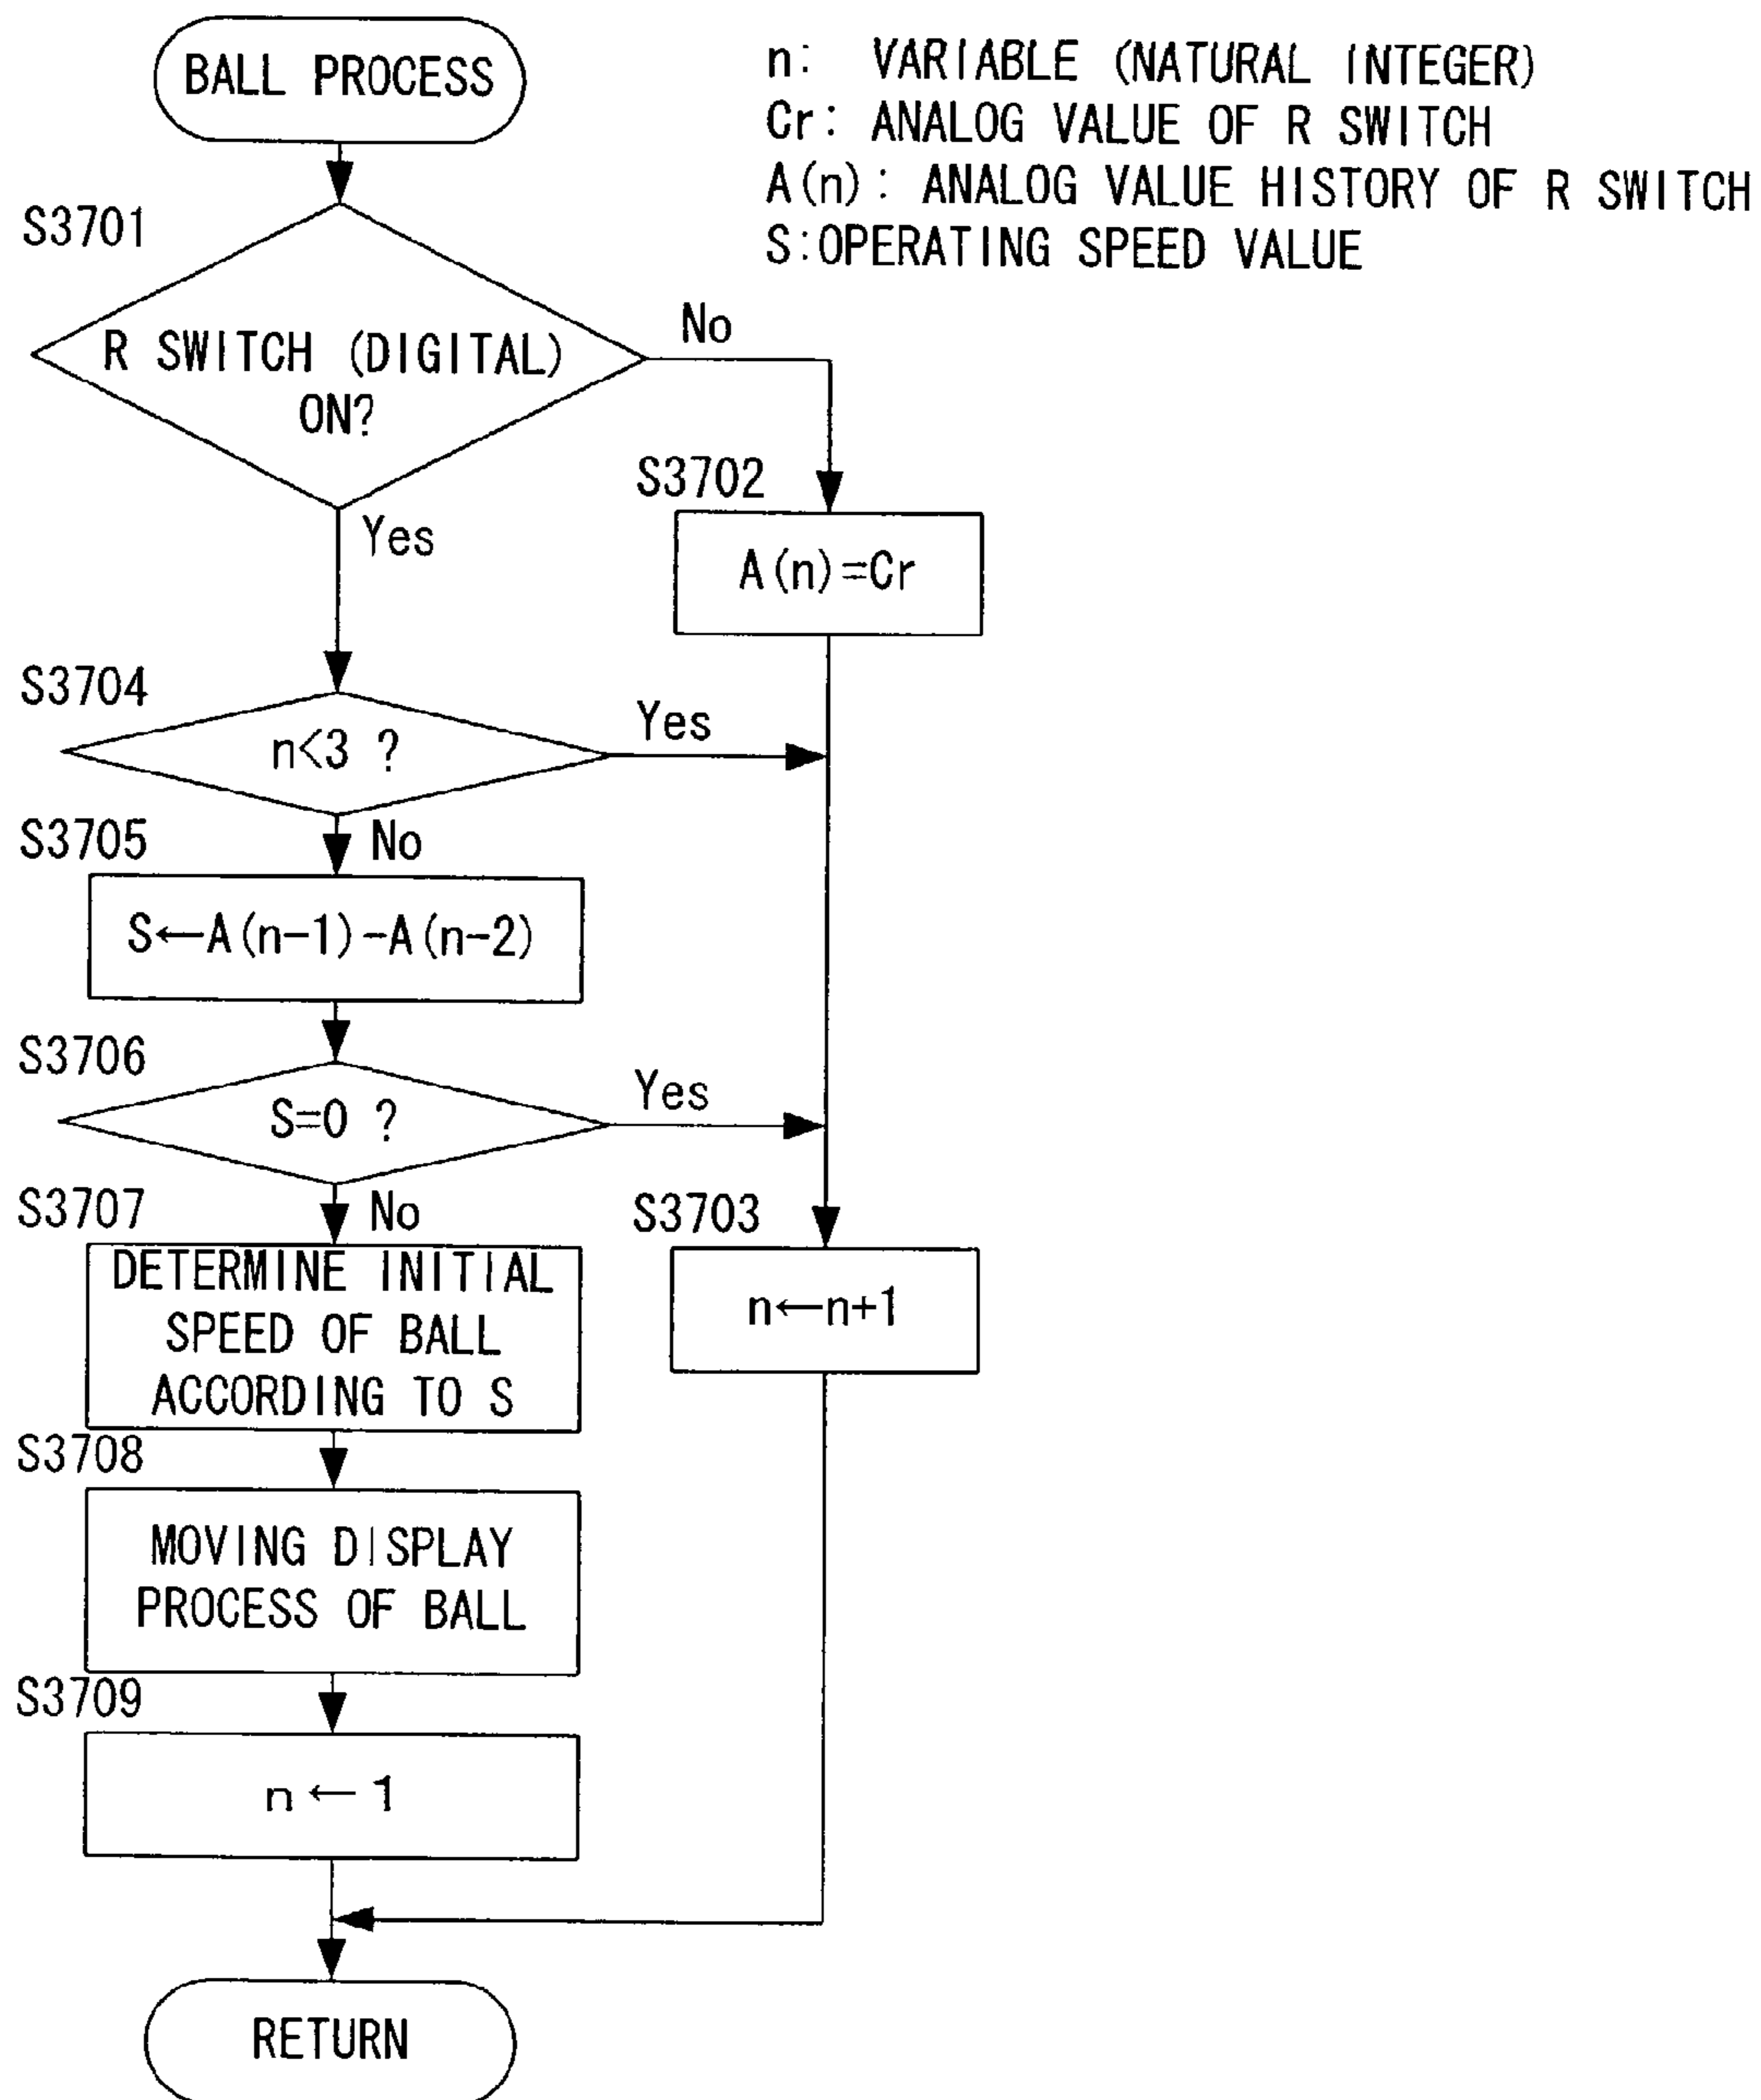 BALL PROCESS
n: VARIABLE (NATURAL INTEGER)
Cr: ANALOG VALUE OF R SWITCH
A(n): ANALOG VALUE HISTORY OF R SWITCH
S:OPERATING SPEED VALUE
S3701
R SWITCH (DIGITAL)
ON?
No
Yes
S3702
A(n)=Cr
S3704
n<3 ?
Yes
No
S3705
S←A(n-1)-A(n-2)
S3706
S=0 ?
Yes
No
S3707
DETERMINE INITIAL
SPEED OF BALL
ACCORDING TO S
S3703
n←n+1
S3708
MOVING DISPLAY
PROCESS OF BALL
S3709
n←1
RETURN